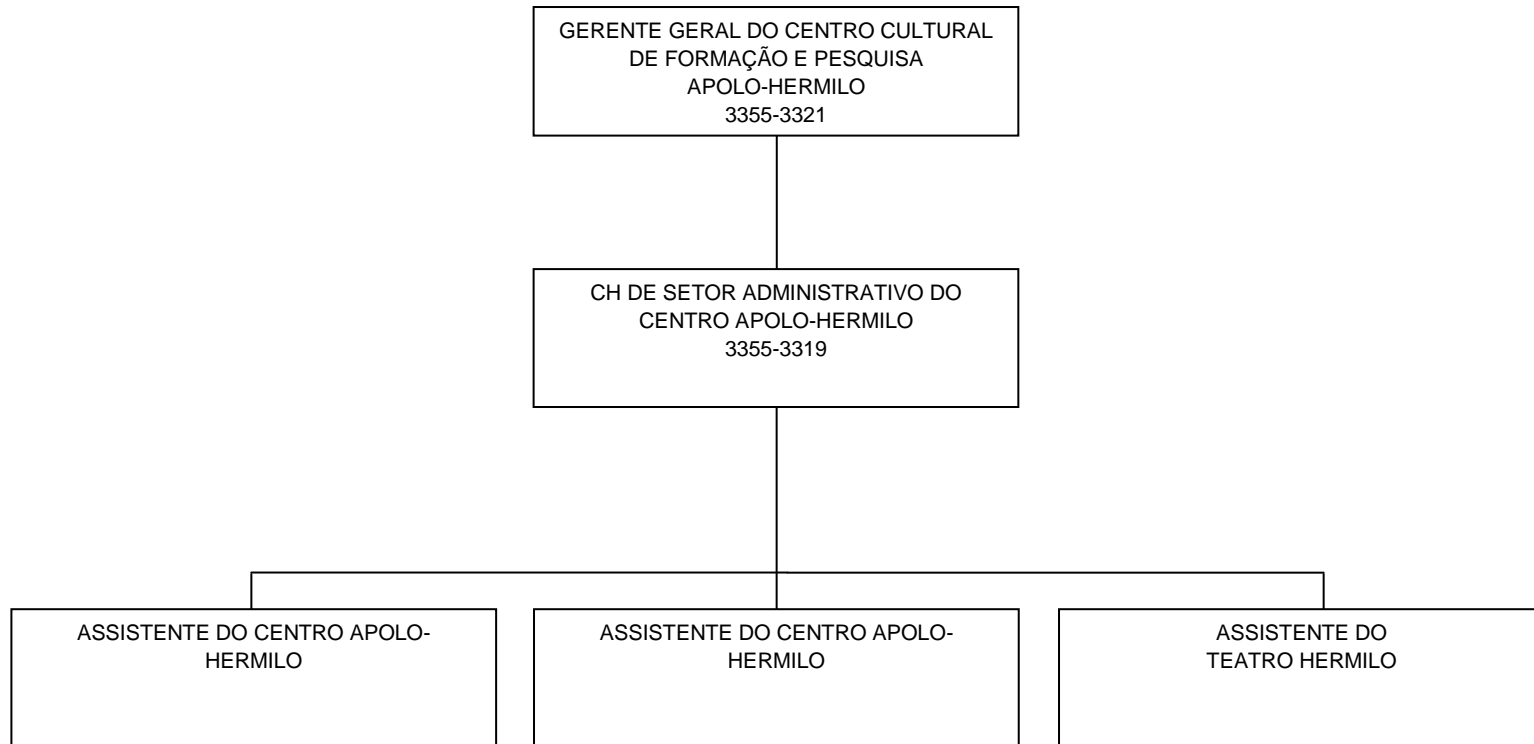 GERENTE GERAL DO CENTRO CULTURAL
DE FORMAÇÃO E PESQUISA
APOLO-HERMILO
3355-3321
CH DE SETOR ADMINISTRATIVO DO
CENTRO APOLO-HERMILO
3355-3319
ASSISTENTE DO CENTRO APOLO-
HERMILO
ASSISTENTE DO CENTRO APOLO-
HERMILO
ASSISTENTE DO
TEATRO HERMILO